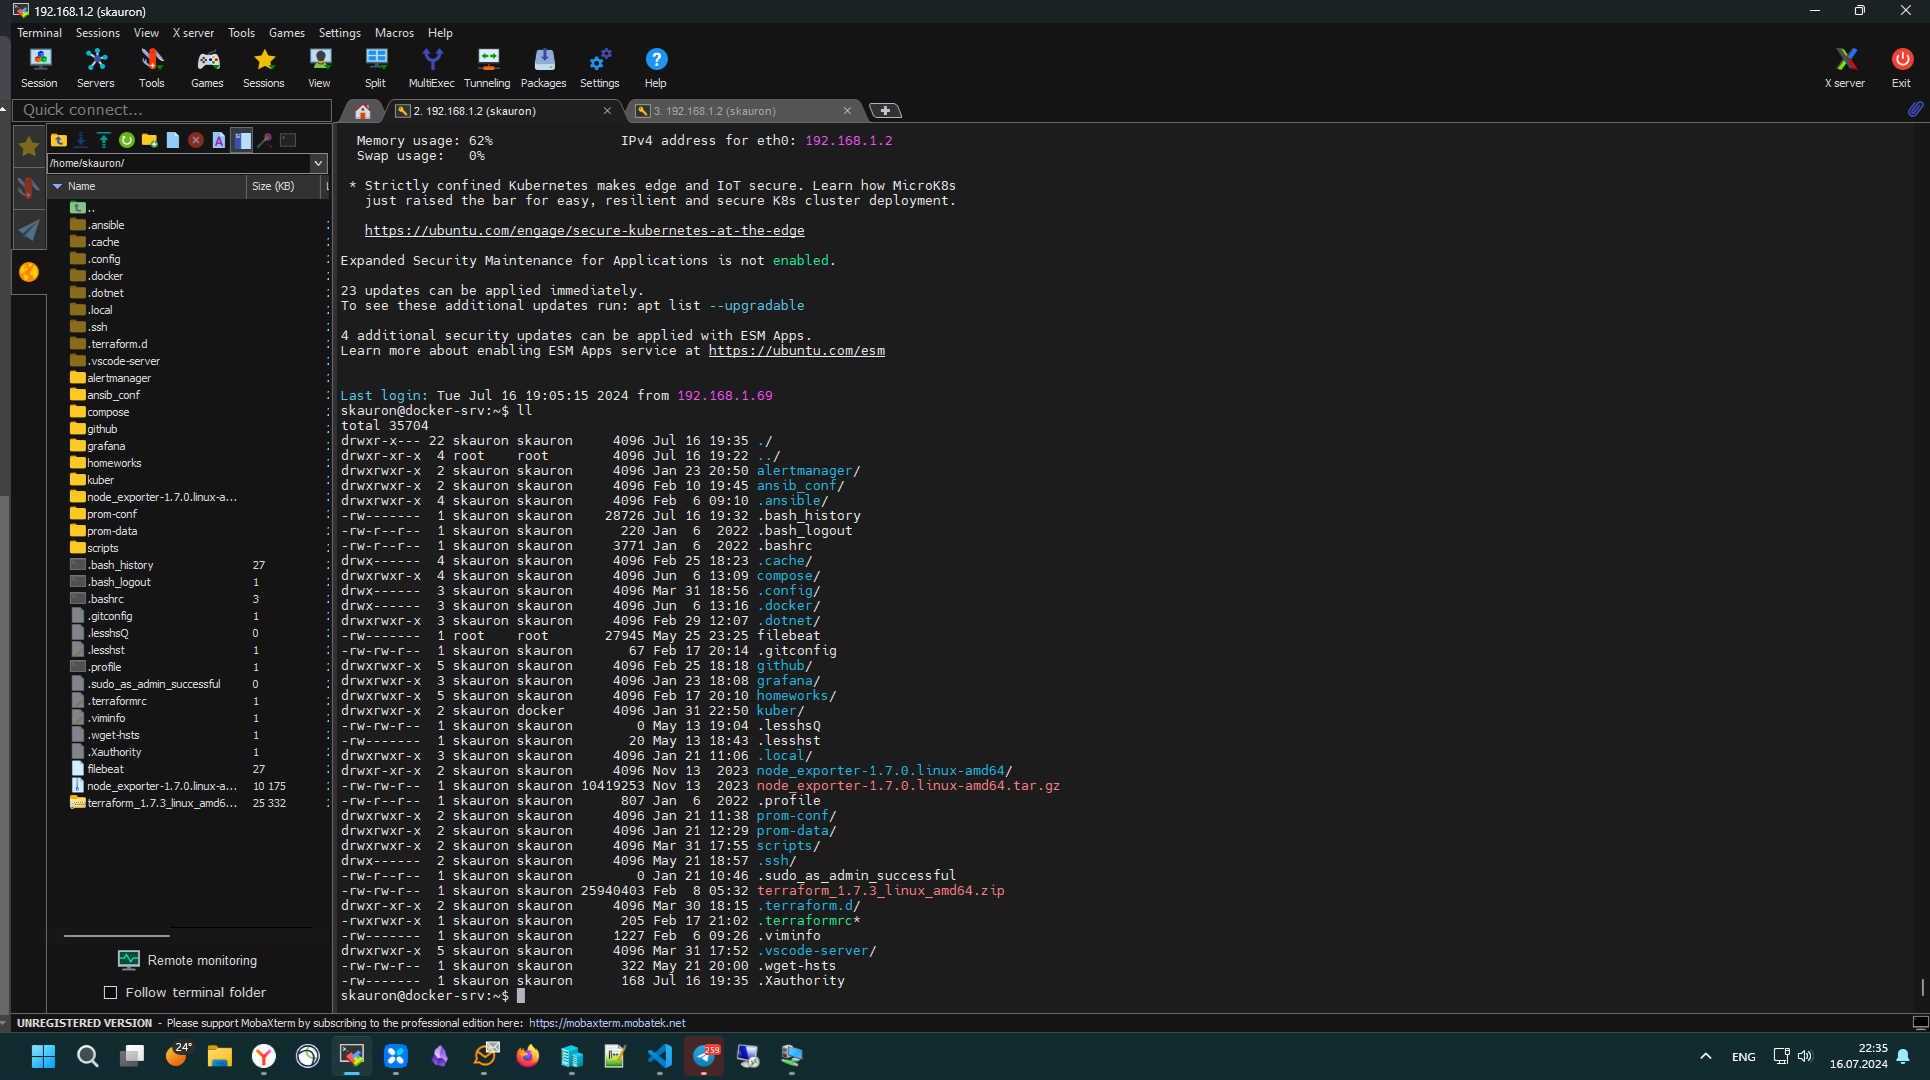 192.168.1.2 (skauron)
Terminal Sessions View X server Tools Games Settings Macros Help
Session Servers Tools Games Sessions View Split MultiExec Tunneling Packages Settings Help X server Exit
Quick connect...
2. 192.168.1.2 (skauron)
3. 192.168.1.2 (skauron)
/home/skauron/
Name Size (KB)
..
.ansible
.cache
.config
.docker
.dotnet
.local
.ssh
.terraform.d
.vscode-server
alertmanager
ansib_conf
compose
github
grafana
homeworks
kuber
node_exporter-1.7.0.linux-a...
prom-conf
prom-data
scripts
.bash_history 27
.bash_logout 1
.bashrc 3
.gitconfig 1
.lesshsQ 0
.lesshst 1
.profile 1
.sudo_as_admin_successful 0
.terraformrc 1
.viminfo 1
.wget-hsts 1
.Xauthority 1
filebeat 27
node_exporter-1.7.0.linux-a... 10 175
terraform_1.7.3_linux_amd6... 25 332
Remote monitoring
Follow terminal folder
Memory usage: 62% IPv4 address for eth0: 192.168.1.2
Swap usage: 0%
* Strictly confined Kubernetes makes edge and IoT secure. Learn how MicroK8s
just raised the bar for easy, resilient and secure K8s cluster deployment.
https://ubuntu.com/engage/secure-kubernetes-at-the-edge
Expanded Security Maintenance for Applications is not enabled.
23 updates can be applied immediately.
To see these additional updates run: apt list --upgradable
4 additional security updates can be applied with ESM Apps.
Learn more about enabling ESM Apps service at https://ubuntu.com/esm
Last login: Tue Jul 16 19:05:15 2024 from 192.168.1.69
skauron@docker-srv:~$ ll
total 35704
drwxr-x--- 22 skauron skauron 4096 Jul 16 19:35 ./
drwxr-xr-x 4 root root 4096 Jul 16 19:22 ../
drwxrwxr-x 2 skauron skauron 4096 Jan 23 20:50 alertmanager/
drwxrwxr-x 2 skauron skauron 4096 Feb 10 19:45 ansib_conf/
drwxrwxr-x 4 skauron skauron 4096 Feb 6 09:10 .ansible/
-rw------- 1 skauron skauron 28726 Jul 16 19:32 .bash_history
-rw-r--r-- 1 skauron skauron 220 Jan 6 2022 .bash_logout
-rw-r--r-- 1 skauron skauron 3771 Jan 6 2022 .bashrc
drwx------ 4 skauron skauron 4096 Feb 25 18:23 .cache/
drwxrwxr-x 4 skauron skauron 4096 Jun 6 13:09 compose/
drwx------ 3 skauron skauron 4096 Mar 31 18:56 .config/
drwx------ 3 skauron skauron 4096 Jun 6 13:16 .docker/
drwxrwxr-x 3 skauron skauron 4096 Feb 29 12:07 .dotnet/
-rw------- 1 root root 27945 May 25 23:25 filebeat
-rw-rw-r-- 1 skauron skauron 67 Feb 17 20:14 .gitconfig
drwxrwxr-x 5 skauron skauron 4096 Feb 25 18:18 github/
drwxrwxr-x 3 skauron skauron 4096 Jan 23 18:08 grafana/
drwxrwxr-x 5 skauron skauron 4096 Feb 17 20:10 homeworks/
drwxrwxr-x 2 skauron docker 4096 Jan 31 22:50 kuber/
-rw-rw-r-- 1 skauron skauron 0 May 13 19:04 .lesshsQ
-rw------- 1 skauron skauron 20 May 13 18:43 .lesshst
drwxrwxr-x 3 skauron skauron 4096 Jan 21 11:06 .local/
drwxr-xr-x 2 skauron skauron 4096 Nov 13 2023 node_exporter-1.7.0.linux-amd64/
-rw-rw-r-- 1 skauron skauron 10419253 Nov 13 2023 node_exporter-1.7.0.linux-amd64.tar.gz
-rw-r--r-- 1 skauron skauron 807 Jan 6 2022 .profile
drwxrwxr-x 2 skauron skauron 4096 Jan 21 11:38 prom-conf/
drwxrwxr-x 2 skauron skauron 4096 Jan 21 12:29 prom-data/
drwxrwxr-x 2 skauron skauron 4096 Mar 31 17:55 scripts/
drwx------ 2 skauron skauron 4096 May 21 18:57 .ssh/
-rw-r--r-- 1 skauron skauron 0 Jan 21 10:46 .sudo_as_admin_successful
-rw-rw-r-- 1 skauron skauron 25940403 Feb 8 05:32 terraform_1.7.3_linux_amd64.zip
drwxr-xr-x 2 skauron skauron 4096 Mar 30 18:15 .terraform.d/
-rwxrwxr-x 1 skauron skauron 205 Feb 17 21:02 .terraformrc*
-rw------- 1 skauron skauron 1227 Feb 6 09:26 .viminfo
drwxrwxr-x 5 skauron skauron 4096 Mar 31 17:52 .vscode-server/
-rw-rw-r-- 1 skauron skauron 322 May 21 20:00 .wget-hsts
-rw------- 1 skauron skauron 168 Jul 16 19:35 .Xauthority
skauron@docker-srv:~$
UNREGISTERED VERSION - Please support MobaXterm by subscribing to the professional edition here: https://mobaxterm.mobatek.net
24°
259
ENG
22:35
16.07.2024